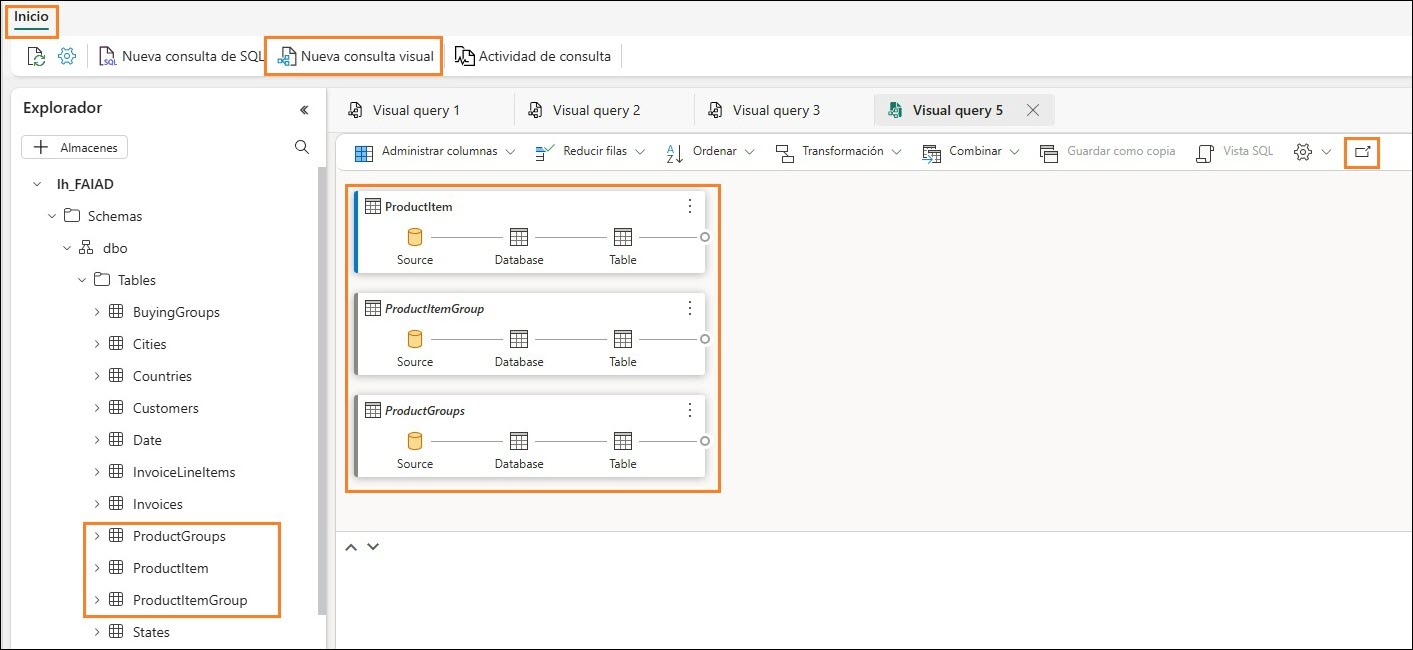 Inicio
Nueva consulta de SQL Nueva consulta visual Actividad de consulta
Explorador
Almacenes
lh_FAIAD
Schemas
dbo
Tables
BuyingGroups
Cities
Countries
Customers
Date
InvoiceLineItems
Invoices
ProductGroups
ProductItem
ProductItemGroup
States
Visual query 1 Visual query 2 Visual query 3 Visual query 5
Administrar columnas Reducir filas Ordenar Transformación Combinar Guardar como copia Vista SQL
ProductItem
Source Database Table
ProductItemGroup
Source Database Table
ProductGroups
Source Database Table